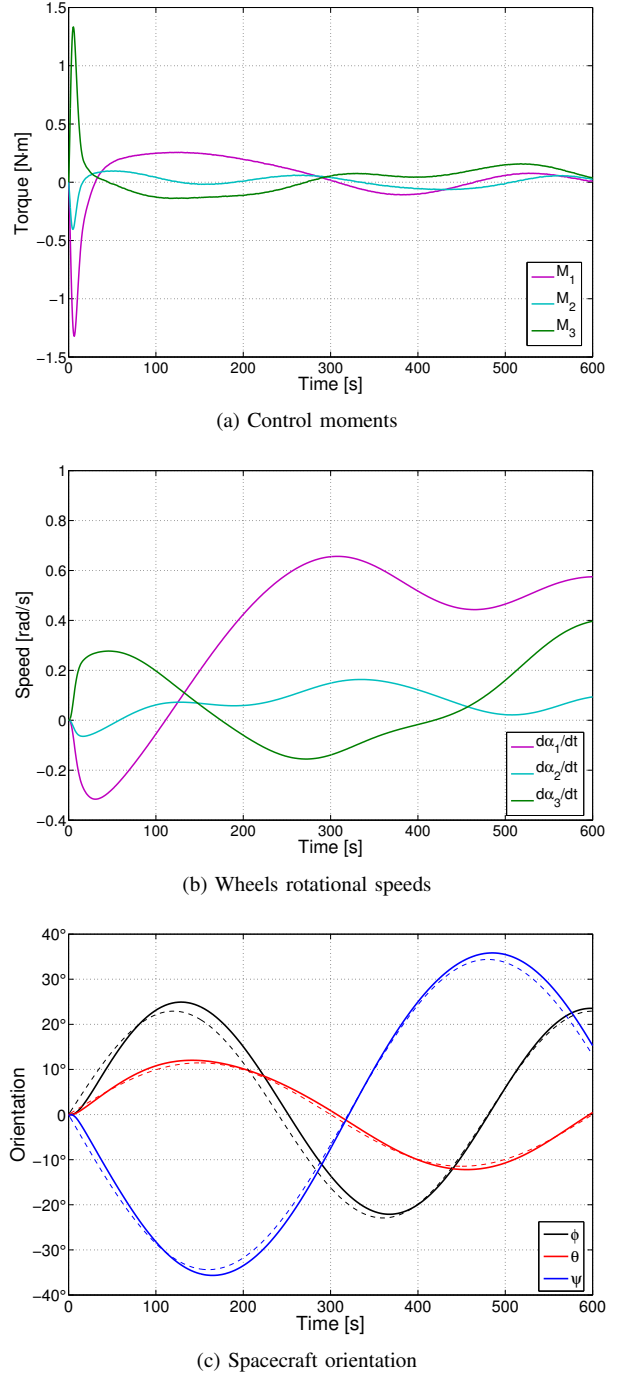 1.5
1
0.5
0
−0.5
−1
−1.5
Torque [N·m]
M1
M2
M3
0 100 200 300 400 500 600
Time [s]
(a) Control moments
1
0.8
0.6
0.4
0.2
0
−0.2
−0.4
Speed [rad/s]
dα1/dt
dα2/dt
dα3/dt
0 100 200 300 400 500 600
Time [s]
(b) Wheels rotational speeds
40°
30°
20°
10°
0
−10°
−20°
−30°
−40°
Orientation
ϕ
θ
ψ
0 100 200 300 400 500 600
Time [s]
(c) Spacecraft orientation